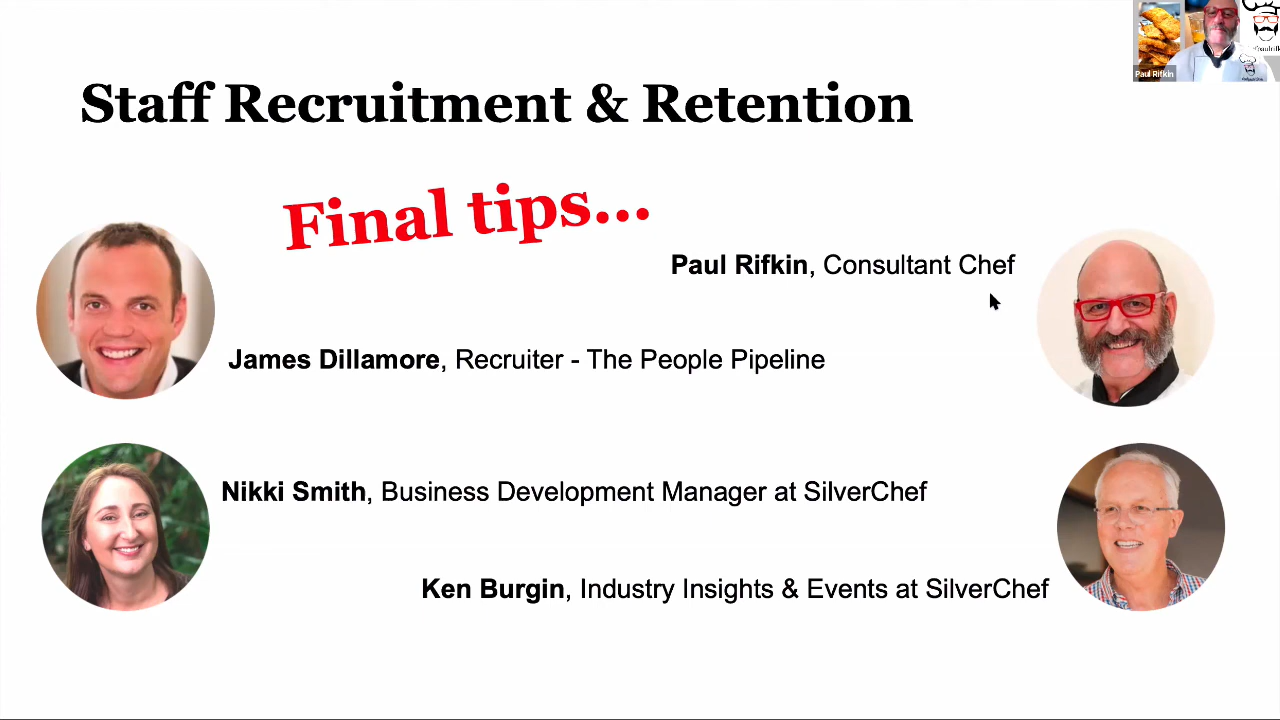 Staff Recruitment & Retention
Final tips...
Paul Rifkin, Consultant Chef
James Dillamore, Recruiter - The People Pipeline
Nikki Smith, Business Development Manager at SilverChef
Ken Burgin, Industry Insights & Events at SilverChef
Paul Rifkin